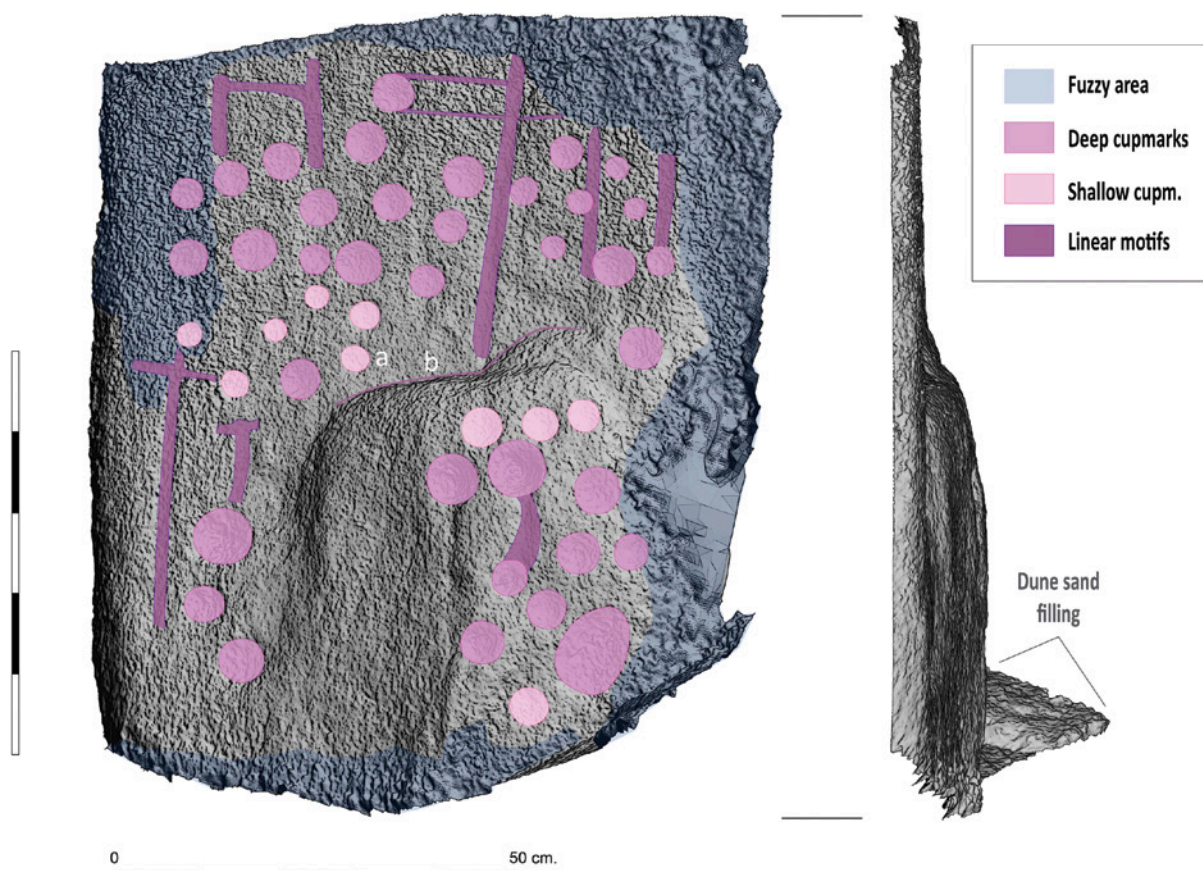 Fuzzy area
Deep cupmarks
Shallow cupm.
Linear motifs
a
b
Dune sand
filling
0
50 cm.